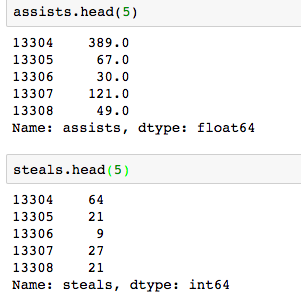 assists.head(5)
13304    389.0
13305     67.0
13306     30.0
13307    121.0
13308     49.0
Name: assists, dtype: float64
steals.head(5)
13304    64
13305    21
13306     9
13307    27
13308    21
Name: steals, dtype: int64